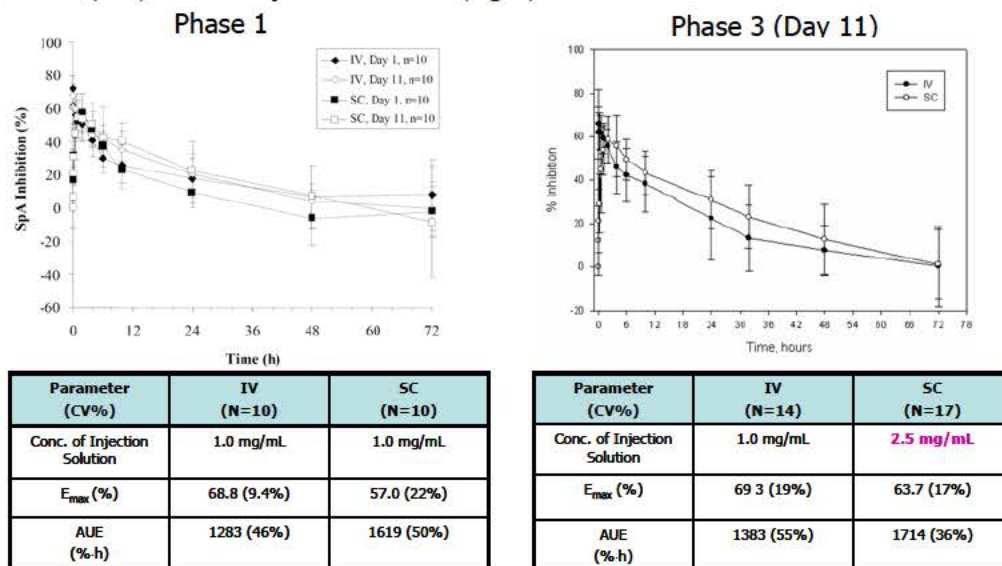 Phase 1
Phase 3 (Day 11)
100
80
60
40
20
0
-20
-40
-60
SpA Inhibition (%)
IV, Day 1, n=10
IV, Day 11, n=10
SC, Day 1, n=10
SC, Day 11, n=10
0 12 24 36 48 60 72
Time (h)
100
80
60
40
20
0
-20
% Inhibition
IV
SC
0 6 12 18 24 30 36 42 48 54 60 66 72 78
Time, hours
Parameter
(CV%)
IV
(N=10)
SC
(N=10)
Conc. of Injection
Solution
1.0 mg/mL
1.0 mg/mL
Emax (%)
68.8 (9.4%)
57.0 (22%)
AUE
(%·h)
1283 (46%)
1619 (50%)
Parameter
(CV%)
IV
(N=14)
SC
(N=17)
Conc. of Injection
Solution
1.0 mg/mL
2.5 mg/mL
Emax (%)
69 3 (19%)
63.7 (17%)
AUE
(%·h)
1383 (55%)
1714 (36%)